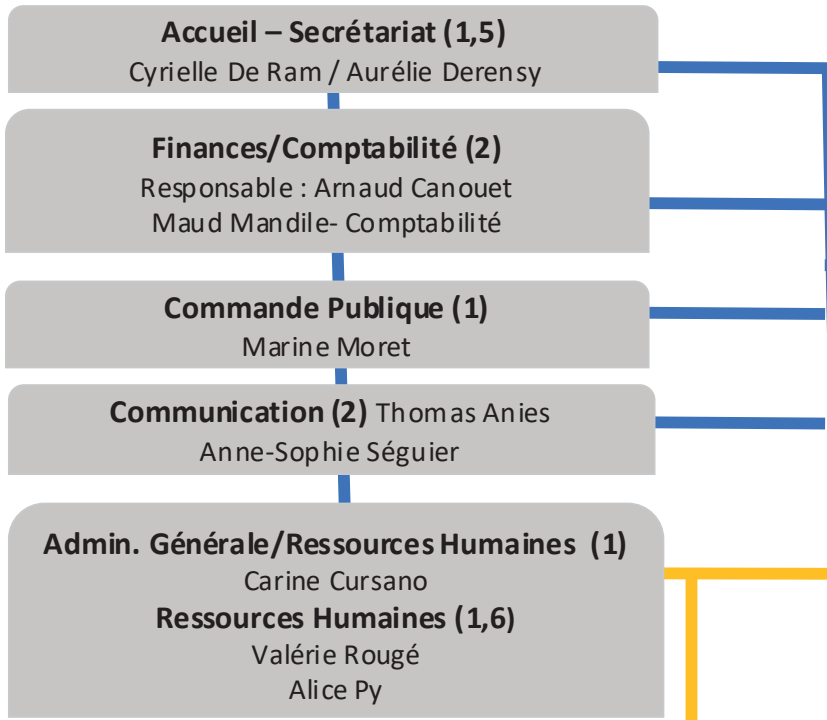 Accueil – Secrétariat (1,5)
Cyrielle De Ram / Aurélie Derensy
Finances/Comptabilité (2)
Responsable : Arnaud Canouet
Maud Mandile- Comptabilité
Commande Publique (1)
Marine Moret
Communication (2) Thomas Anies
Anne-Sophie Séguier
Admin. Générale/Ressources Humaines (1)
Carine Cursano
Ressources Humaines (1,6)
Valérie Rougé
Alice Py